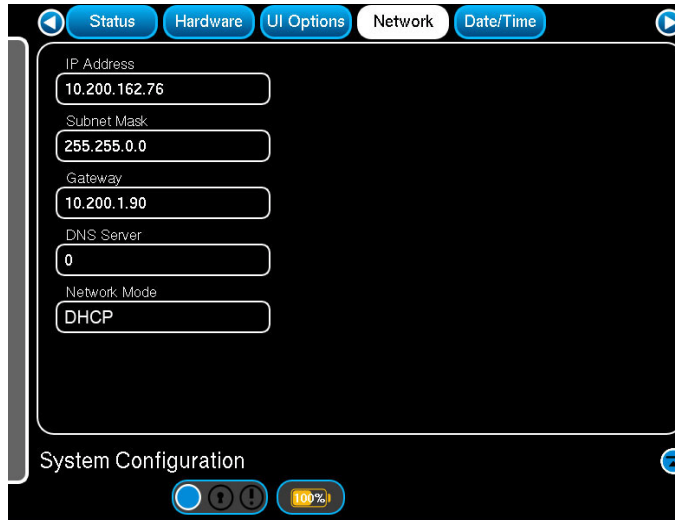 Status Hardware UI Options Network Date/Time
IP Address
10.200.162.76
Subnet Mask
255.255.0.0
Gateway
10.200.1.90
DNS Server
0
Network Mode
DHCP
System Configuration
100%